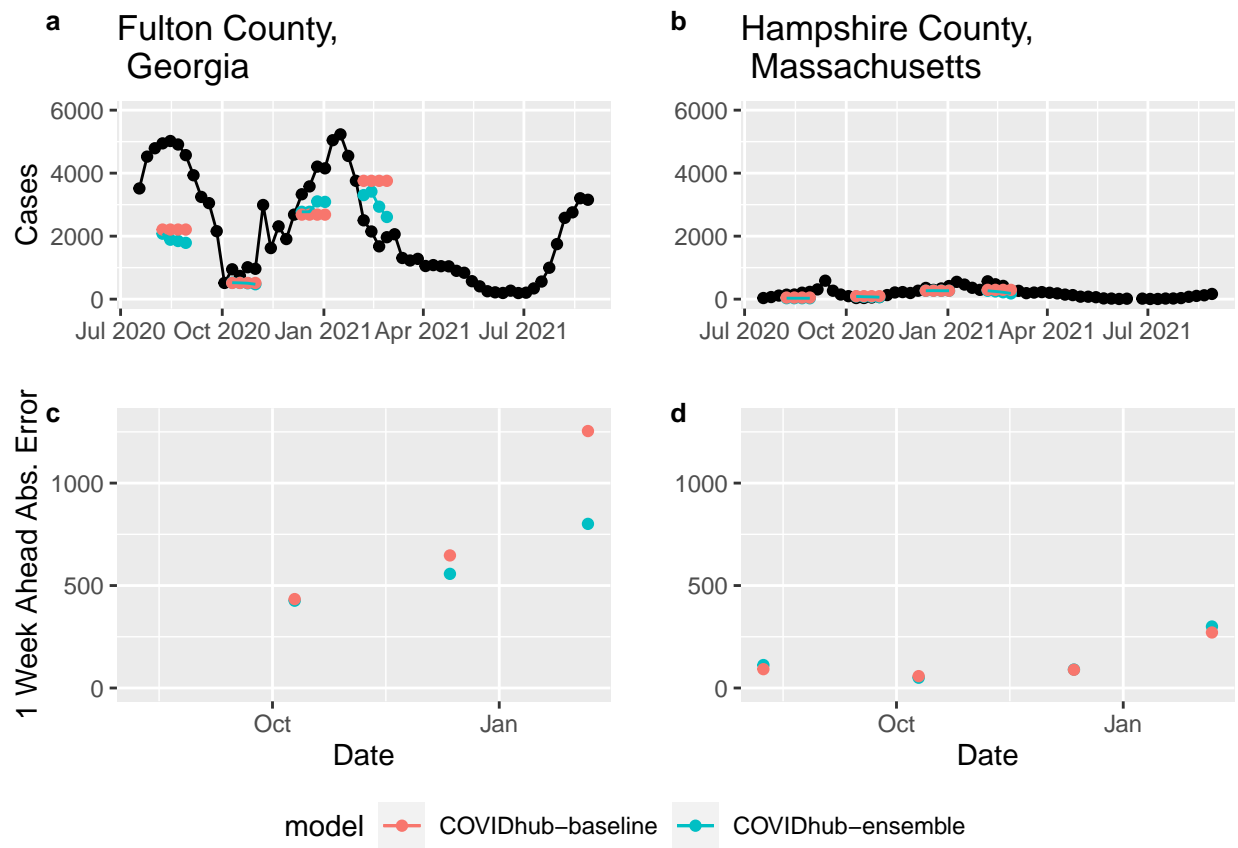 a Fulton County,
Georgia
b Hampshire County,
Massachusetts
Cases
6000
4000
2000
0
Jul 2020 Oct 2020 Jan 2021 Apr 2021 Jul 2021
6000
4000
2000
0
Jul 2020 Oct 2020 Jan 2021 Apr 2021 Jul 2021
c
1 Week Ahead Abs. Error
1000
500
0
Oct Jan
Date
d
1000
500
0
Oct Jan
Date
model COVIDhub−baseline COVIDhub−ensemble